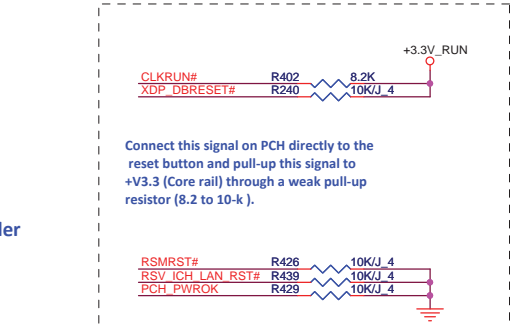 +3.3V_RUN
CLKRUN# R402 8.2K
XDP_DBRESET# R240 10K/J_4
Connect this signal on PCH directly to the
reset button and pull-up this signal to
+V3.3 (Core rail) through a weak pull-up
resistor (8.2 to 10-k ).
ler
RSMRST# R426 10K/J_4
RSV_ICH_LAN_RST# R439 10K/J_4
PCH_PWROK R429 10K/J_4